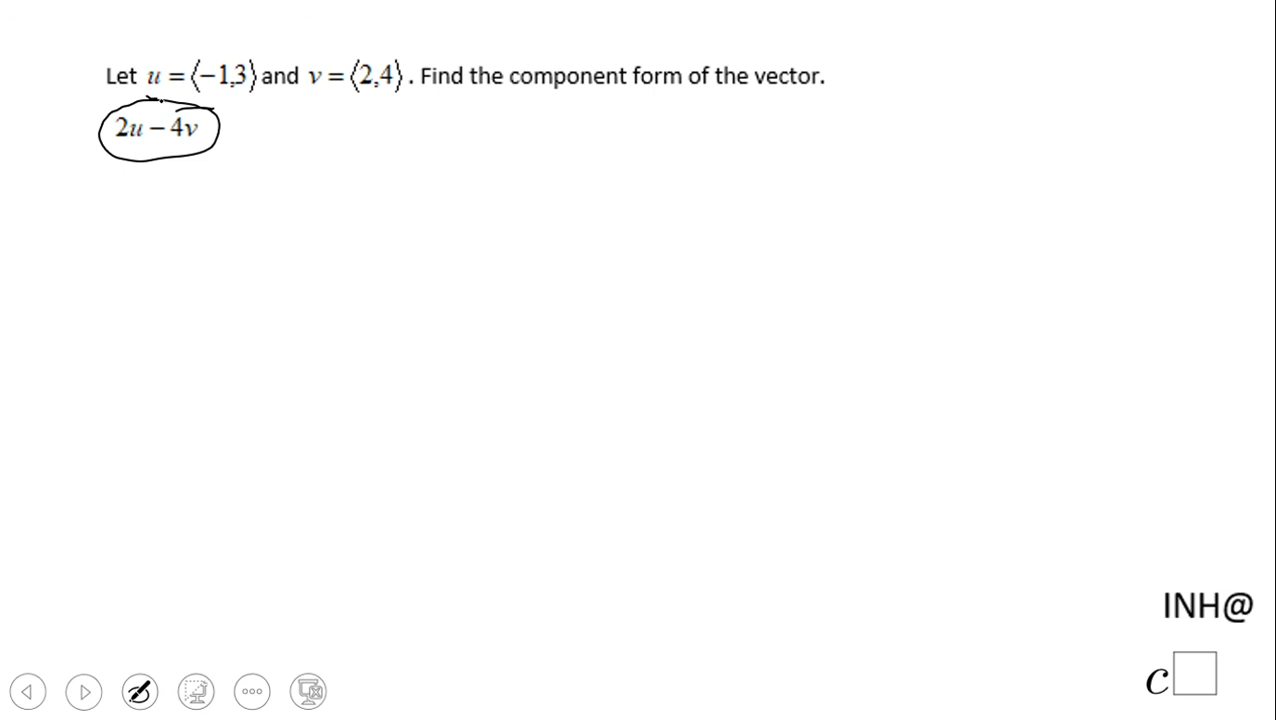 Let u = ⟨−1,3⟩ and v = ⟨2,4⟩. Find the component form of the vector.
2u − 4v
INH@
c